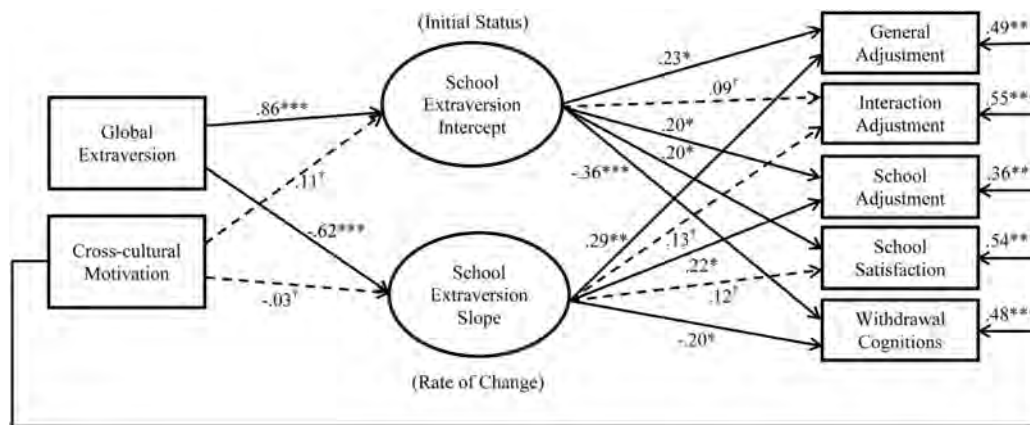 (Initial Status)
School
Extraversion
Intercept
Global
Extraversion
Cross-cultural
Motivation
School
Extraversion
Slope
(Rate of Change)
.86***
.11†
-.62***
-.03†
.23*
.09†
.20*
.20*
-.36***
.29**
.13†
.22*
.12†
-.20*
General
Adjustment
Interaction
Adjustment
School
Adjustment
School
Satisfaction
Withdrawal
Cognitions
.49**
.55**
.36**
.54**
.48**